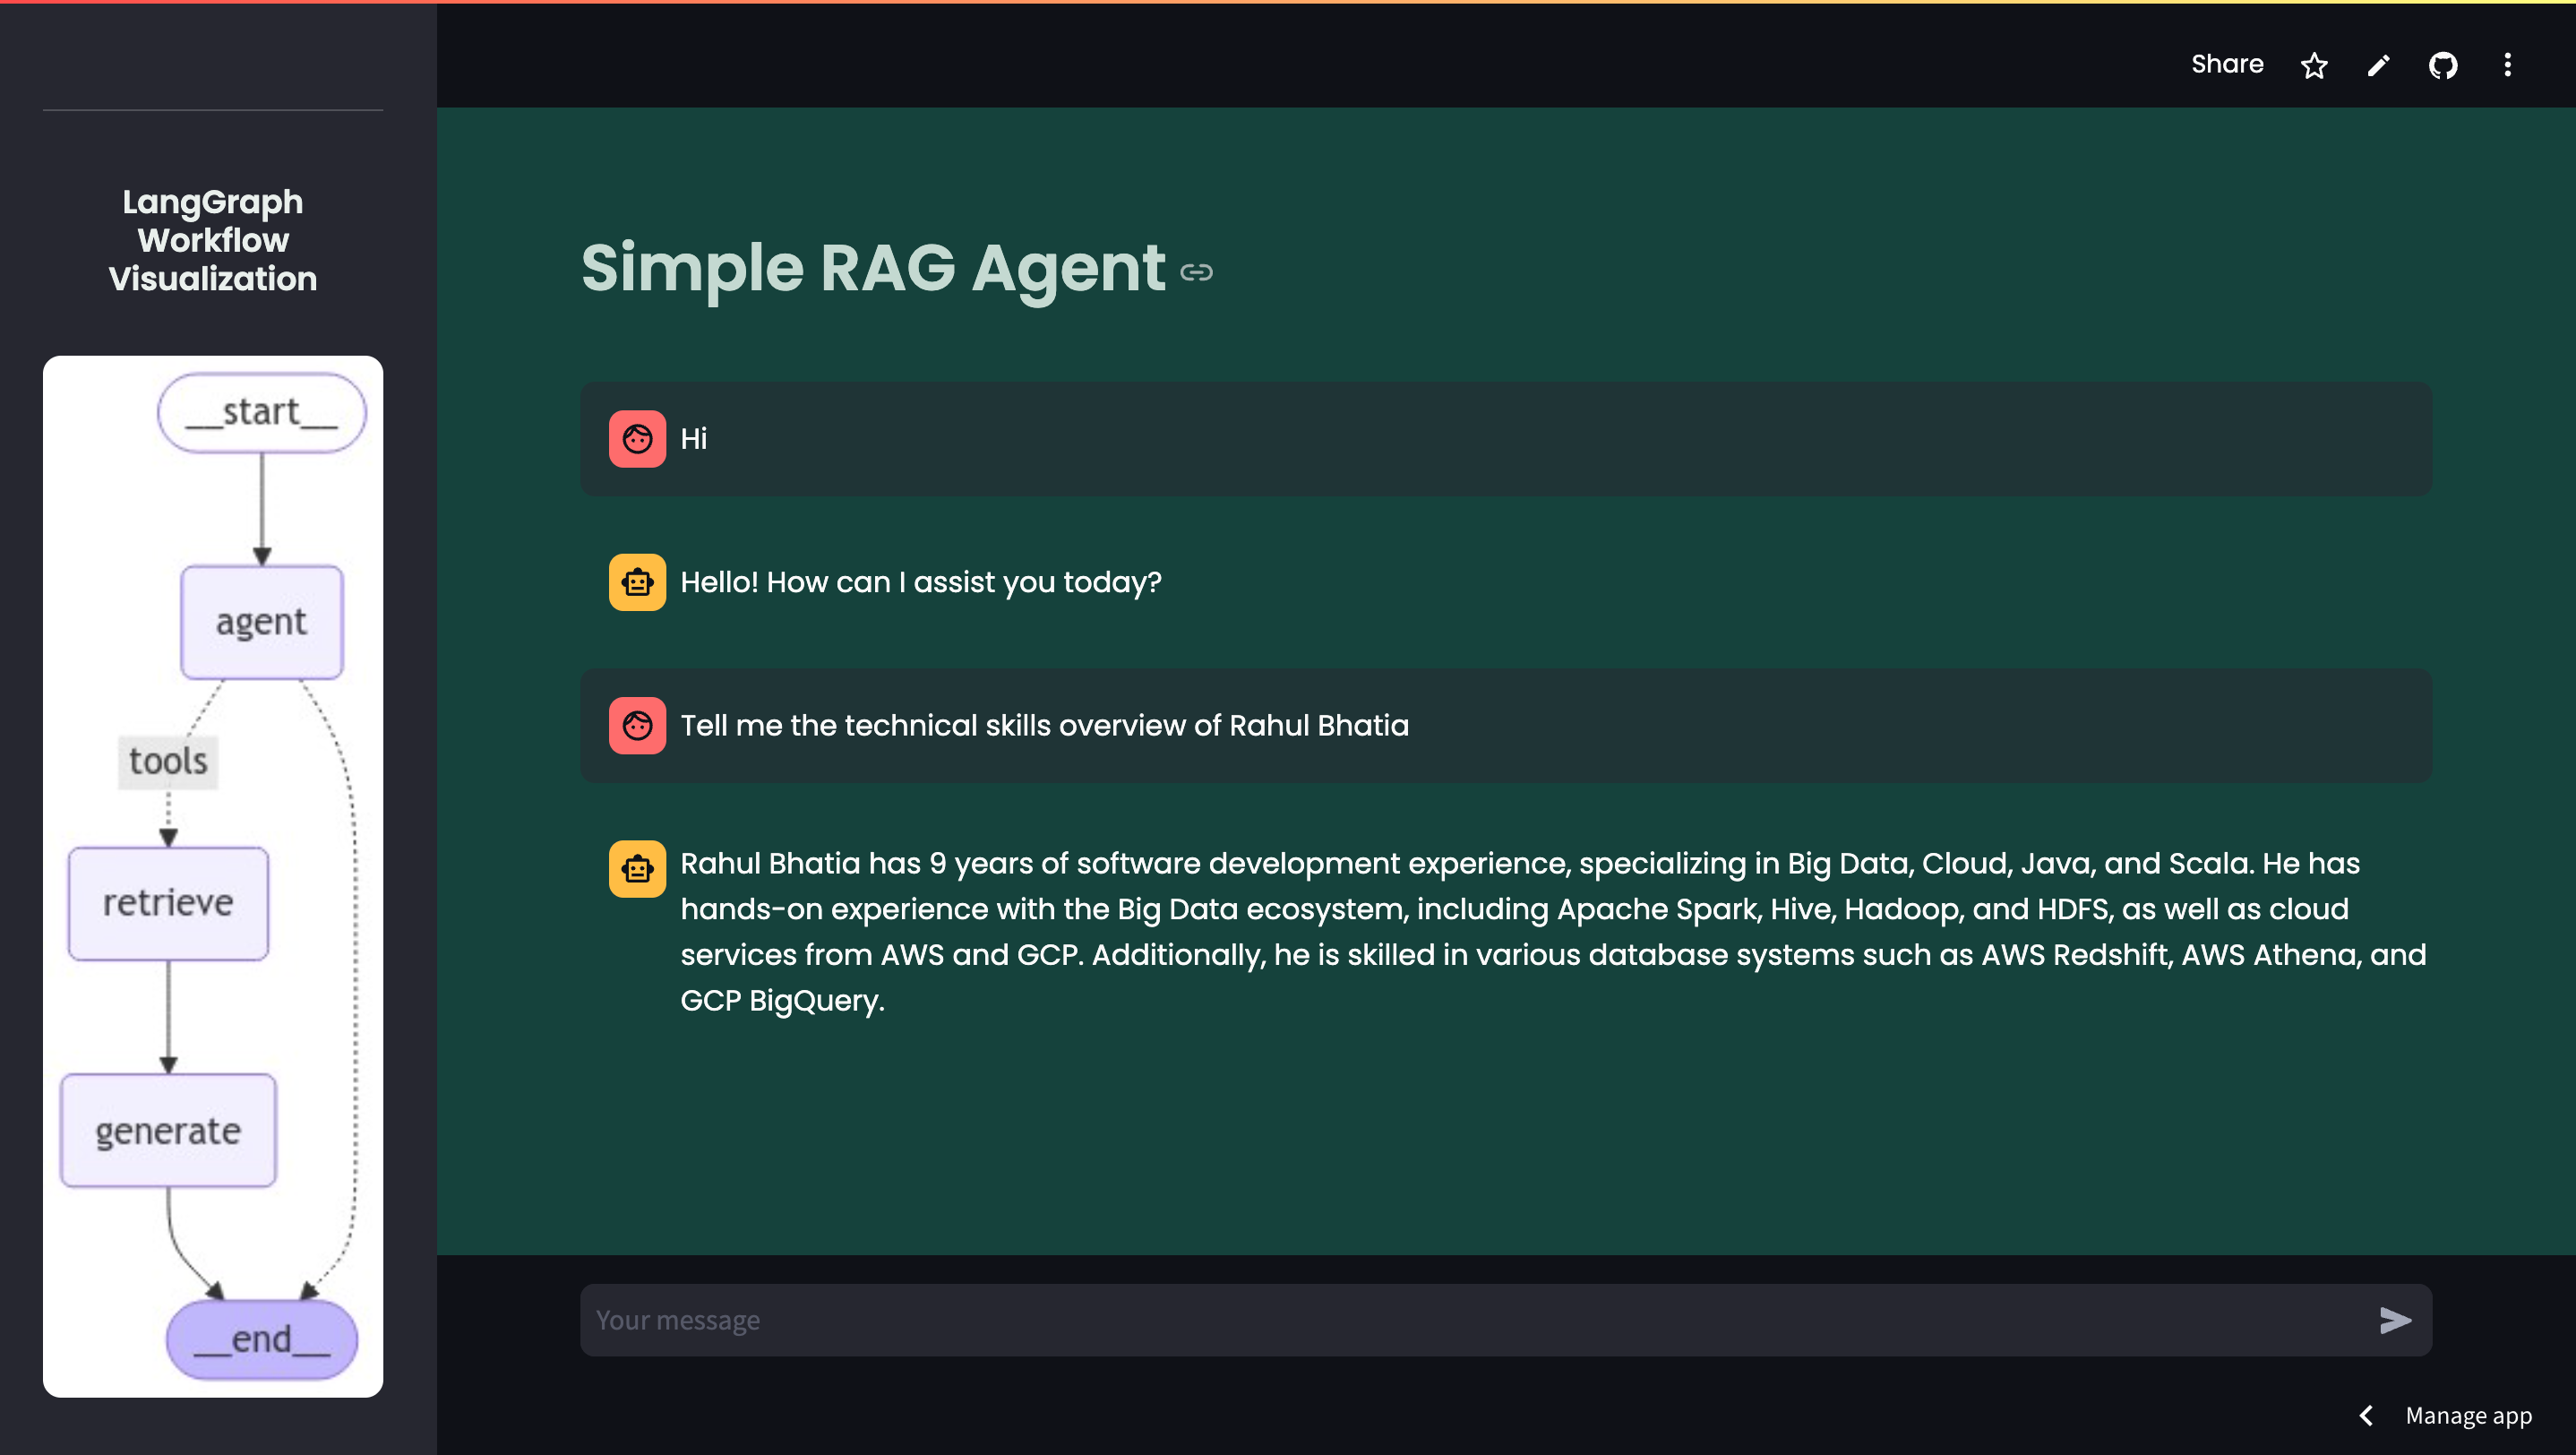 Share
LangGraph
Workflow
Visualization
__start__
agent
tools
retrieve
generate
__end__
Simple RAG Agent
Hi
Hello! How can I assist you today?
Tell me the technical skills overview of Rahul Bhatia
Rahul Bhatia has 9 years of software development experience, specializing in Big Data, Cloud, Java, and Scala. He has
hands-on experience with the Big Data ecosystem, including Apache Spark, Hive, Hadoop, and HDFS, as well as cloud
services from AWS and GCP. Additionally, he is skilled in various database systems such as AWS Redshift, AWS Athena, and
GCP BigQuery.
Your message
Manage app